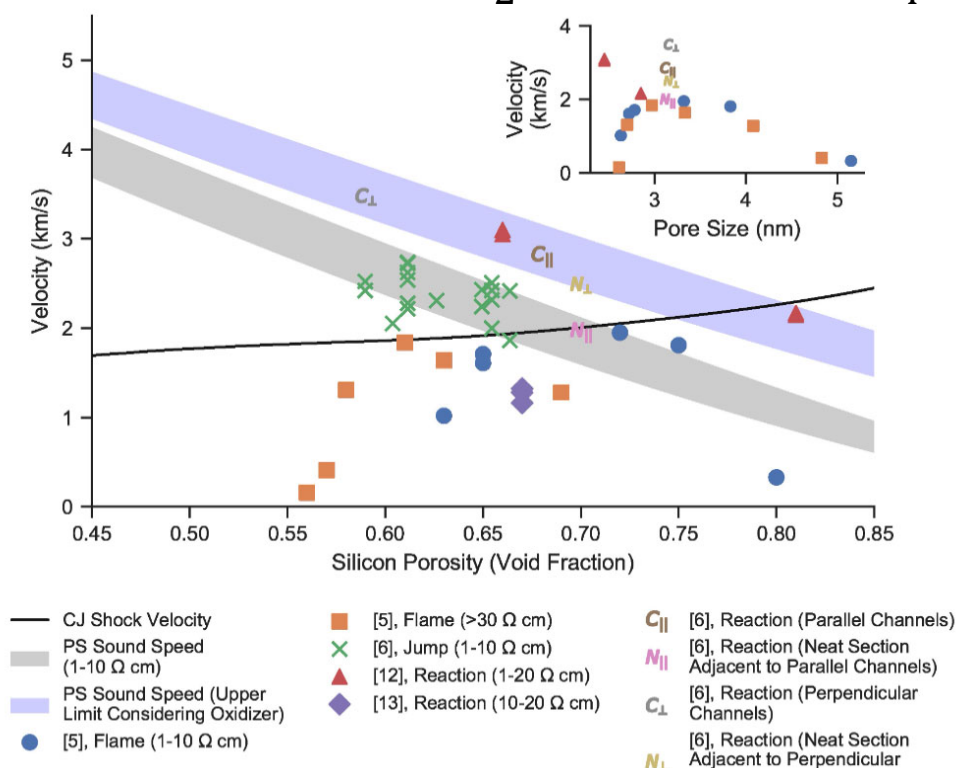 4
2
0
Velocity
(km/s)
3
4
5
Pore Size (nm)
C⊥
C||
N⊥
N||
5
4
3
2
1
0
Velocity (km/s)
C⊥
C||
N⊥
N||
0.45
0.50
0.55
0.60
0.65
0.70
0.75
0.80
0.85
Silicon Porosity (Void Fraction)
CJ Shock Velocity
PS Sound Speed
(1-10 Ω cm)
PS Sound Speed (Upper
Limit Considering Oxidizer)
[5], Flame (1-10 Ω cm)
[5], Flame (>30 Ω cm)
[6], Jump (1-10 Ω cm)
[12], Reaction (1-20 Ω cm)
[13], Reaction (10-20 Ω cm)
C|| [6], Reaction (Parallel Channels)
N|| [6], Reaction (Neat Section
Adjacent to Parallel Channels)
C⊥ [6], Reaction (Perpendicular
Channels)
N⊥ [6], Reaction (Neat Section
Adjacent to Perpendicular